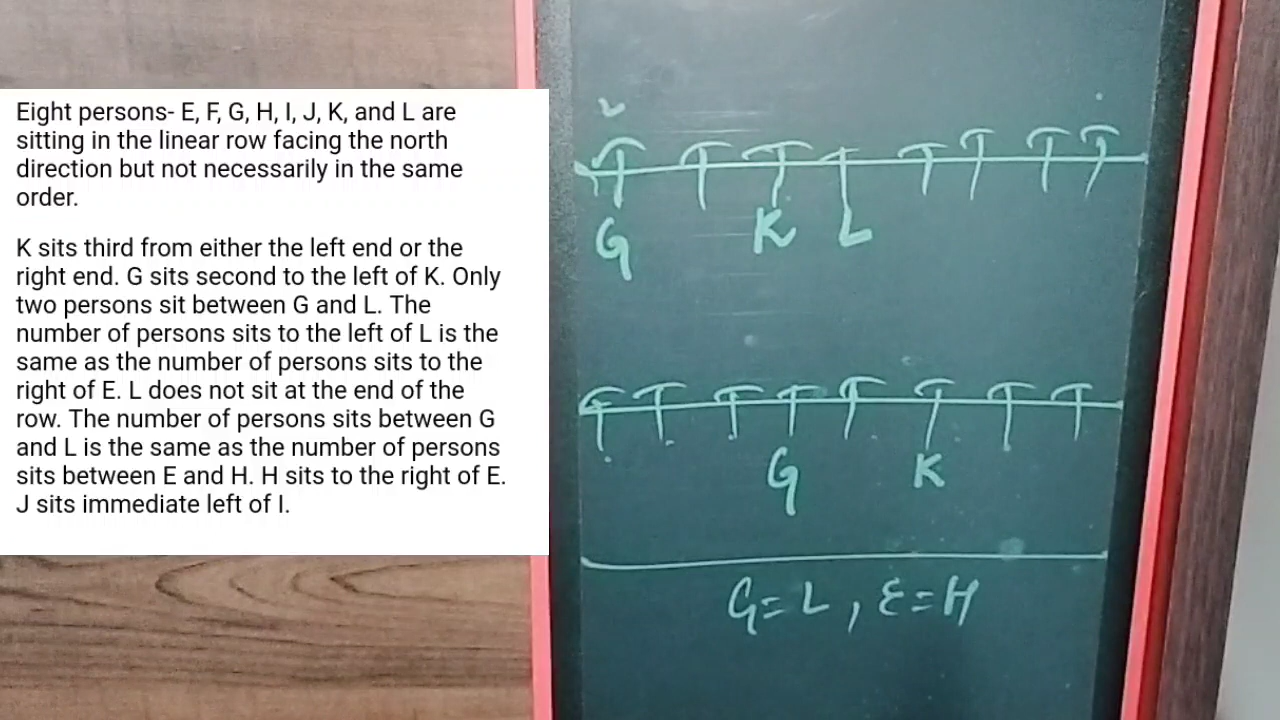 Eight persons- E, F, G, H, I, J, K, and L are
sitting in the linear row facing the north
direction but not necessarily in the same
order.
K sits third from either the left end or the
right end. G sits second to the left of K. Only
two persons sit between G and L. The
number of persons sits to the left of L is the
same as the number of persons sits to the
right of E. L does not sit at the end of the
row. The number of persons sits between G
and L is the same as the number of persons
sits between E and H. H sits to the right of E.
J sits immediate left of I.
G K L
G K
G=L, E=H